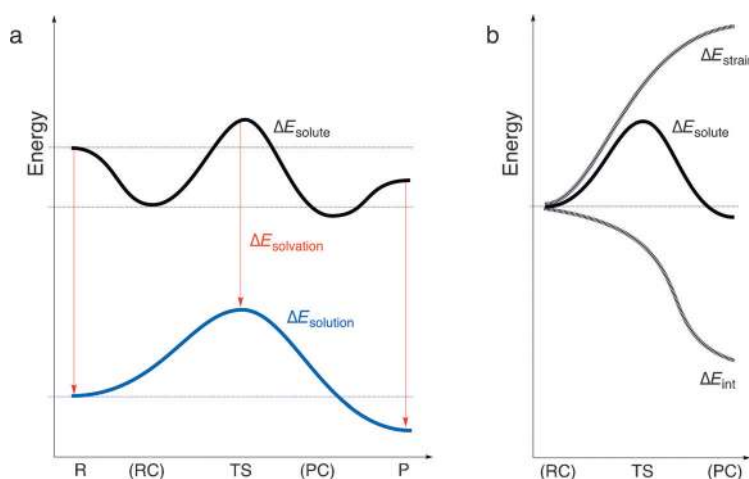 a
Energy
ΔEsolute
ΔEsolvation
ΔEsolution
R (RC) TS (PC) P
b
Energy
ΔEstrain
ΔEsolute
ΔEint
(RC) TS (PC)